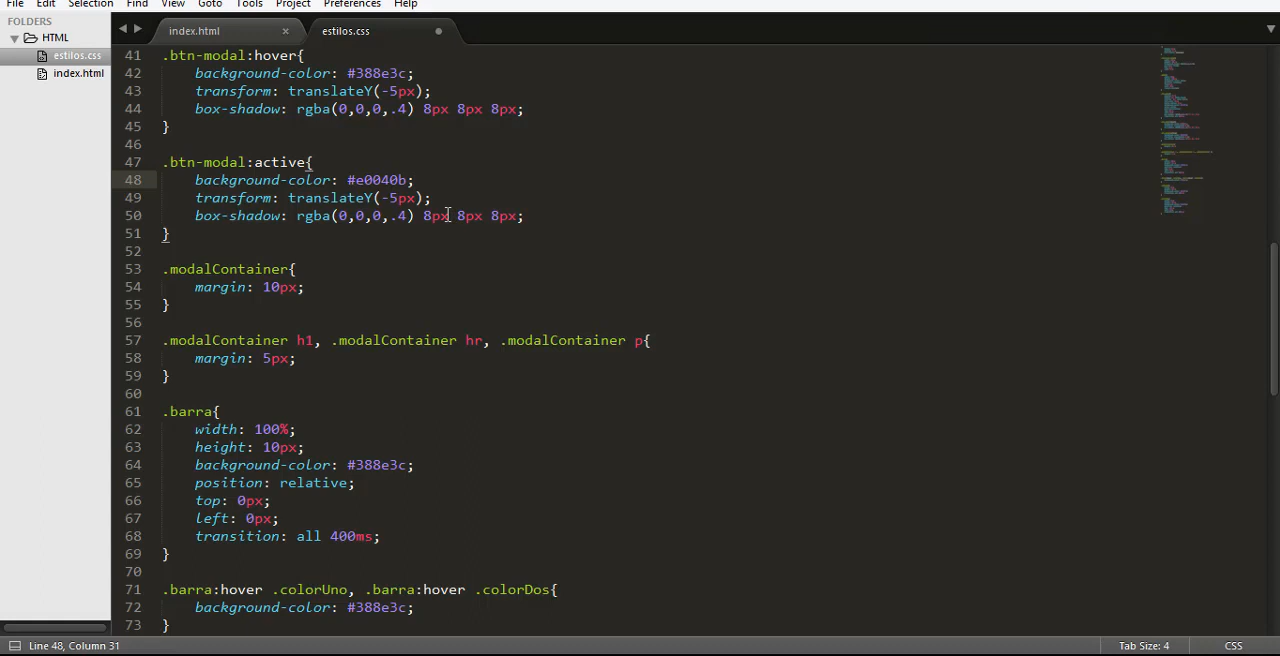 File Edit Selection Find View Goto Tools Project Preferences Help
FOLDERS
HTML
estilos.css
index.html
index.html × estilos.css
41 .btn-modal:hover{
42 background-color: #388e3c;
43 transform: translateY(-5px);
44 box-shadow: rgba(0,0,0,.4) 8px 8px 8px;
45 }
46
47 .btn-modal:active{
48 background-color: #e0040b;
49 transform: translateY(-5px);
50 box-shadow: rgba(0,0,0,.4) 8px 8px 8px;
51 }
52
53 .modalContainer{
54 margin: 10px;
55 }
56
57 .modalContainer h1, .modalContainer hr, .modalContainer p{
58 margin: 5px;
59 }
60
61 .barra{
62 width: 100%;
63 height: 10px;
64 background-color: #388e3c;
65 position: relative;
66 top: 0px;
67 left: 0px;
68 transition: all 400ms;
69 }
70
71 .barra:hover .colorUno, .barra:hover .colorDos{
72 background-color: #388e3c;
73 }
Line 48, Column 31 Tab Size: 4 CSS